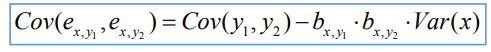 Cov(e_{x,y_1}, e_{x,y_2}) = Cov(y_1, y_2) − b_{x,y_1} · b_{x,y_2} · Var(x)